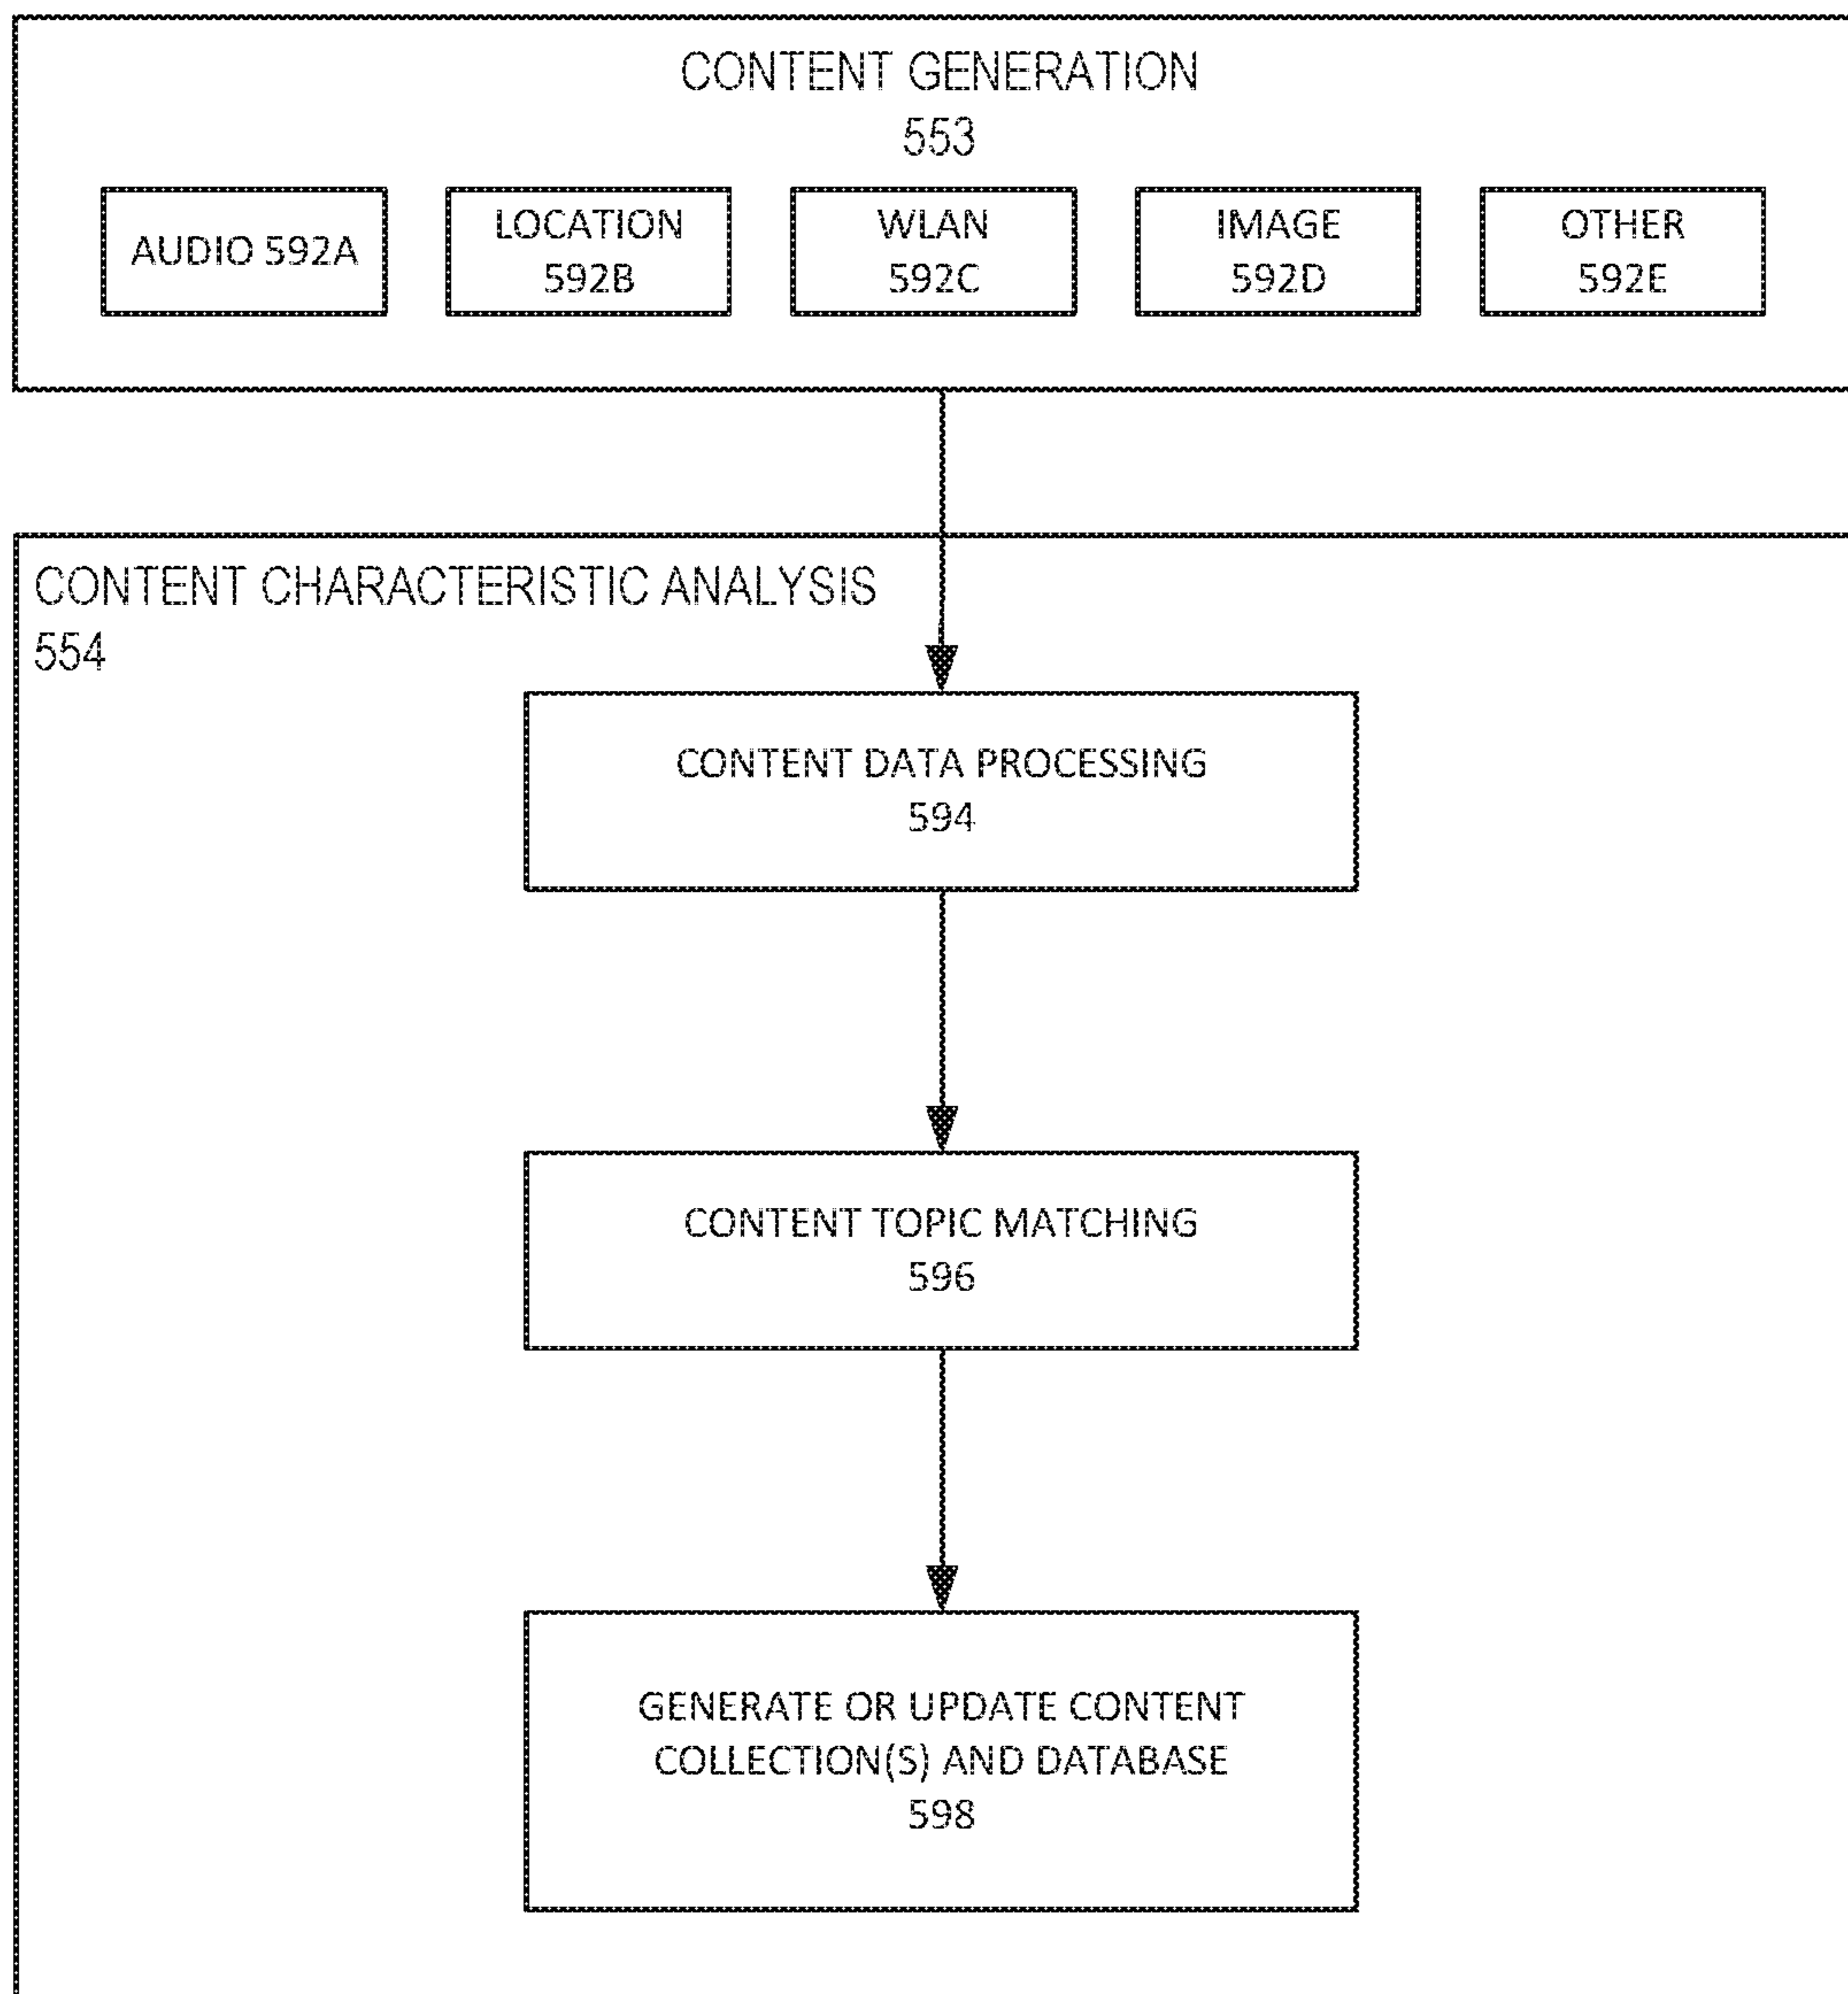 CONTENT GENERATION
553
AUDIO 592A
LOCATION
592B
WLAN
592C
IMAGE
592D
OTHER
592E
CONTENT CHARACTERISTIC ANALYSIS
554
CONTENT DATA PROCESSING
594
CONTENT TOPIC MATCHING
596
GENERATE OR UPDATE CONTENT
COLLECTION(S) AND DATABASE
598